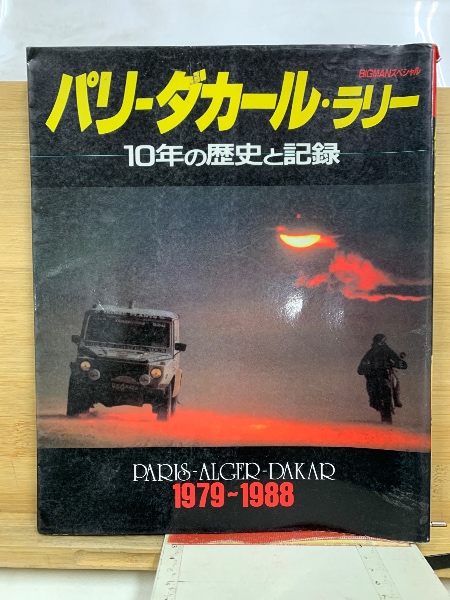 BIGMANスペシャル
パリーダカール・ラリー
10年の歴史と記録
PARIS-ALGER-DAKAR
1979~1988